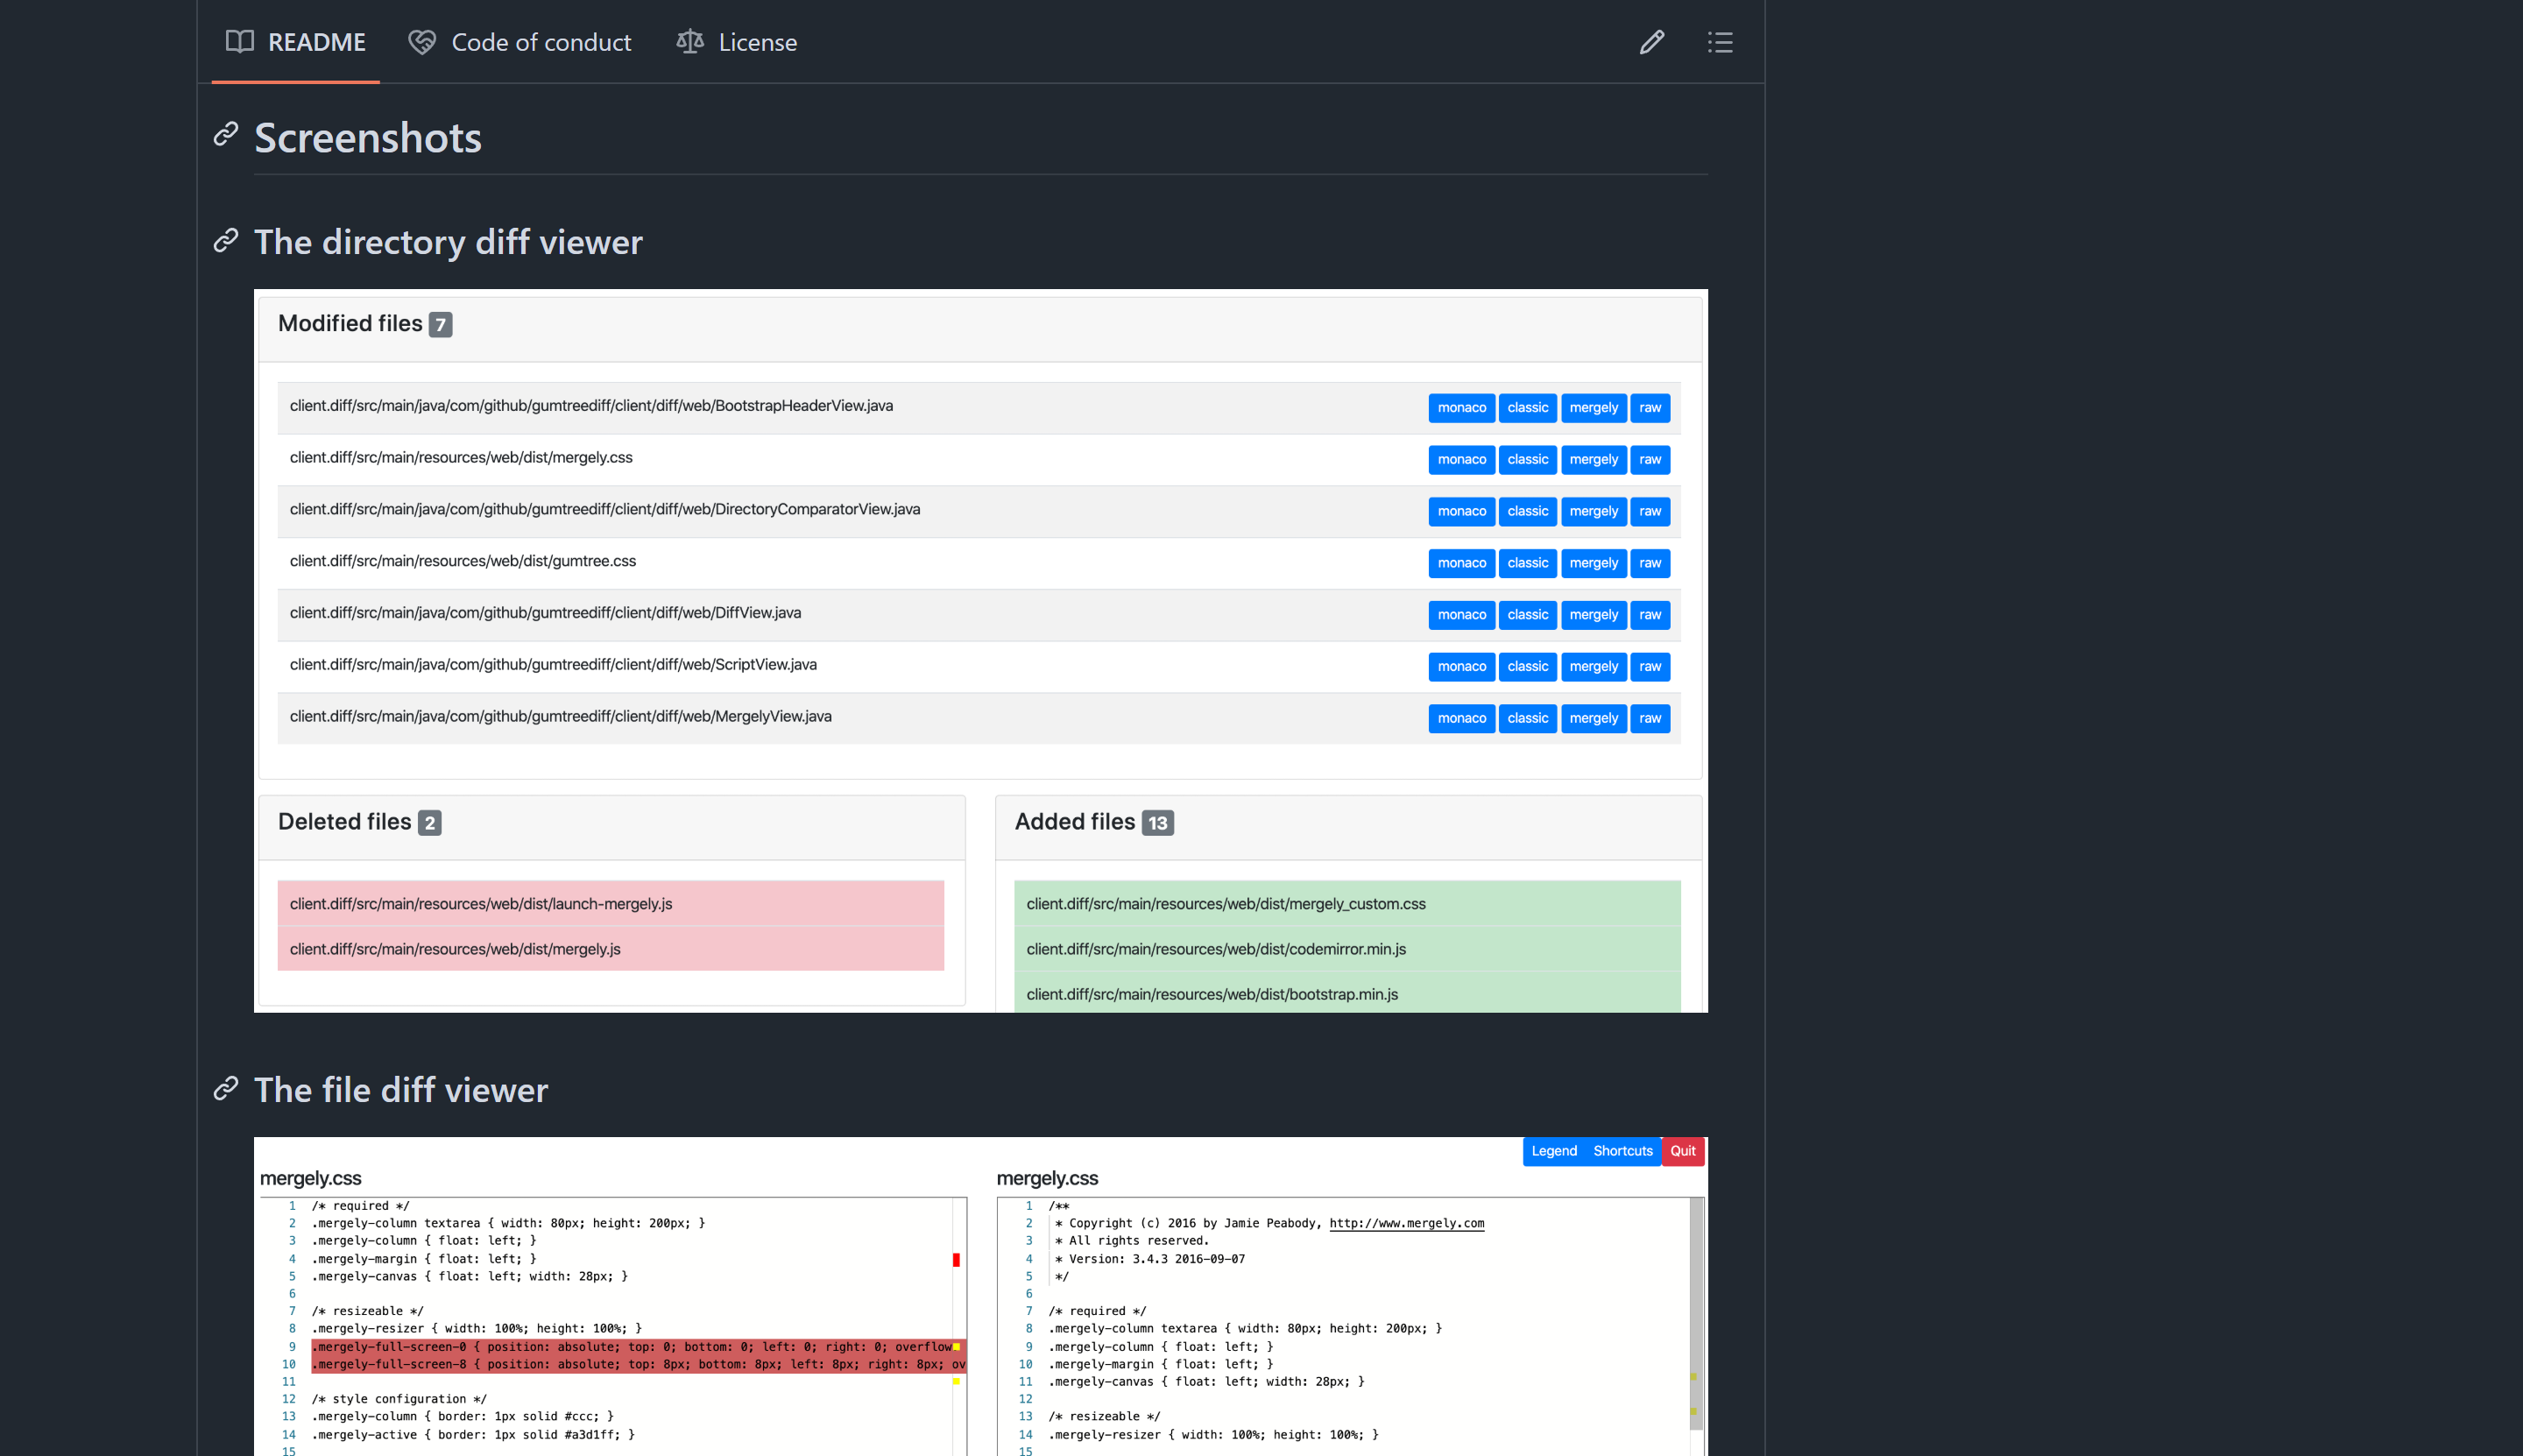 README Code of conduct License
Screenshots
The directory diff viewer
Modified files 7
client.diff/src/main/java/com/github/gumtreediff/client/diff/web/BootstrapHeaderView.java monaco classic mergely raw
client.diff/src/main/resources/web/dist/mergely.css monaco classic mergely raw
client.diff/src/main/java/com/github/gumtreediff/client/diff/web/DirectoryComparatorView.java monaco classic mergely raw
client.diff/src/main/resources/web/dist/gumtree.css monaco classic mergely raw
client.diff/src/main/java/com/github/gumtreediff/client/diff/web/DiffView.java monaco classic mergely raw
client.diff/src/main/java/com/github/gumtreediff/client/diff/web/ScriptView.java monaco classic mergely raw
client.diff/src/main/java/com/github/gumtreediff/client/diff/web/MergelyView.java monaco classic mergely raw
Deleted files 2
client.diff/src/main/resources/web/dist/launch-mergely.js
client.diff/src/main/resources/web/dist/mergely.js
Added files 13
client.diff/src/main/resources/web/dist/mergely_custom.css
client.diff/src/main/resources/web/dist/codemirror.min.js
client.diff/src/main/resources/web/dist/bootstrap.min.js
The file diff viewer
Legend Shortcuts Quit
mergely.css
1 /* required */
2 .mergely-column textarea { width: 80px; height: 200px; }
3 .mergely-column { float: left; }
4 .mergely-margin { float: left; }
5 .mergely-canvas { float: left; width: 28px; }
6
7 /* resizeable */
8 .mergely-resizer { width: 100%; height: 100%; }
9 .mergely-full-screen-0 { position: absolute; top: 0; bottom: 0; left: 0; right: 0; overflow
10 .mergely-full-screen-8 { position: absolute; top: 8px; bottom: 8px; left: 8px; right: 8px; ov
11
12 /* style configuration */
13 .mergely-column { border: 1px solid #ccc; }
14 .mergely-active { border: 1px solid #a3d1ff; }
15
mergely.css
1 /**
2 * Copyright (c) 2016 by Jamie Peabody, http://www.mergely.com
3 * All rights reserved.
4 * Version: 3.4.3 2016-09-07
5 */
6
7 /* required */
8 .mergely-column textarea { width: 80px; height: 200px; }
9 .mergely-column { float: left; }
10 .mergely-margin { float: left; }
11 .mergely-canvas { float: left; width: 28px; }
12
13 /* resizeable */
14 .mergely-resizer { width: 100%; height: 100%; }
15